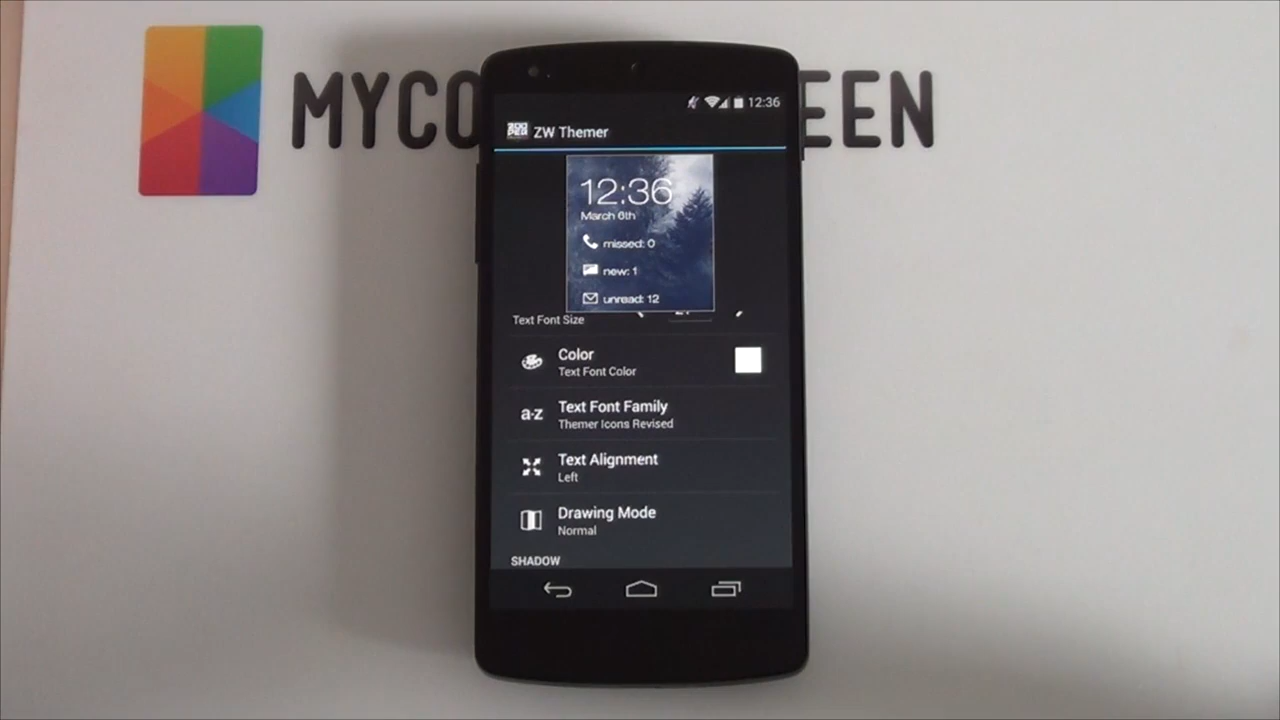 MYCO EEN
12:36
ZW Themer
12:36
March 6th
missed: 0
new: 1
unread: 12
Text Font Size
Color
Text Font Color
a-z
Text Font Family
Themer Icons Revised
Text Alignment
Left
Drawing Mode
Normal
SHADOW